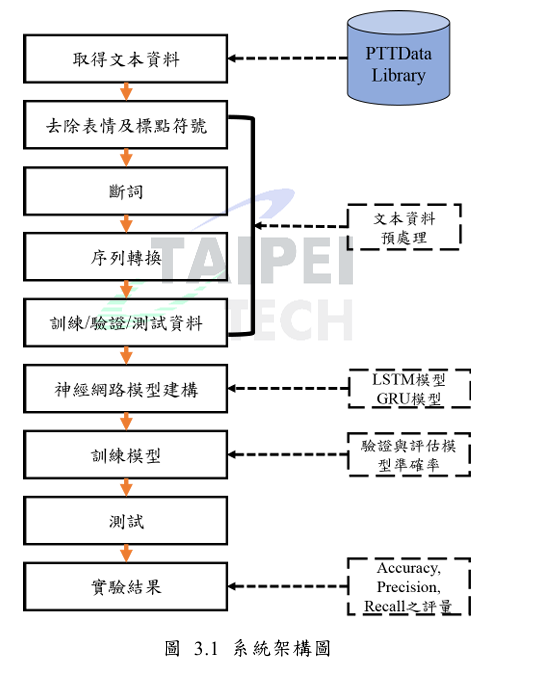 取得文本資料
PTTData
Library
去除表情及標點符號
斷詞
文本資料
預處理
序列轉換
TAIPEI
TECH
訓練/驗證/測試資料
神經網路模型建構
LSTM模型
GRU模型
訓練模型
驗證與評估模
型準確率
測試
實驗結果
Accuracy,
Precision,
Recall之評量
圖 3.1 系統架構圖